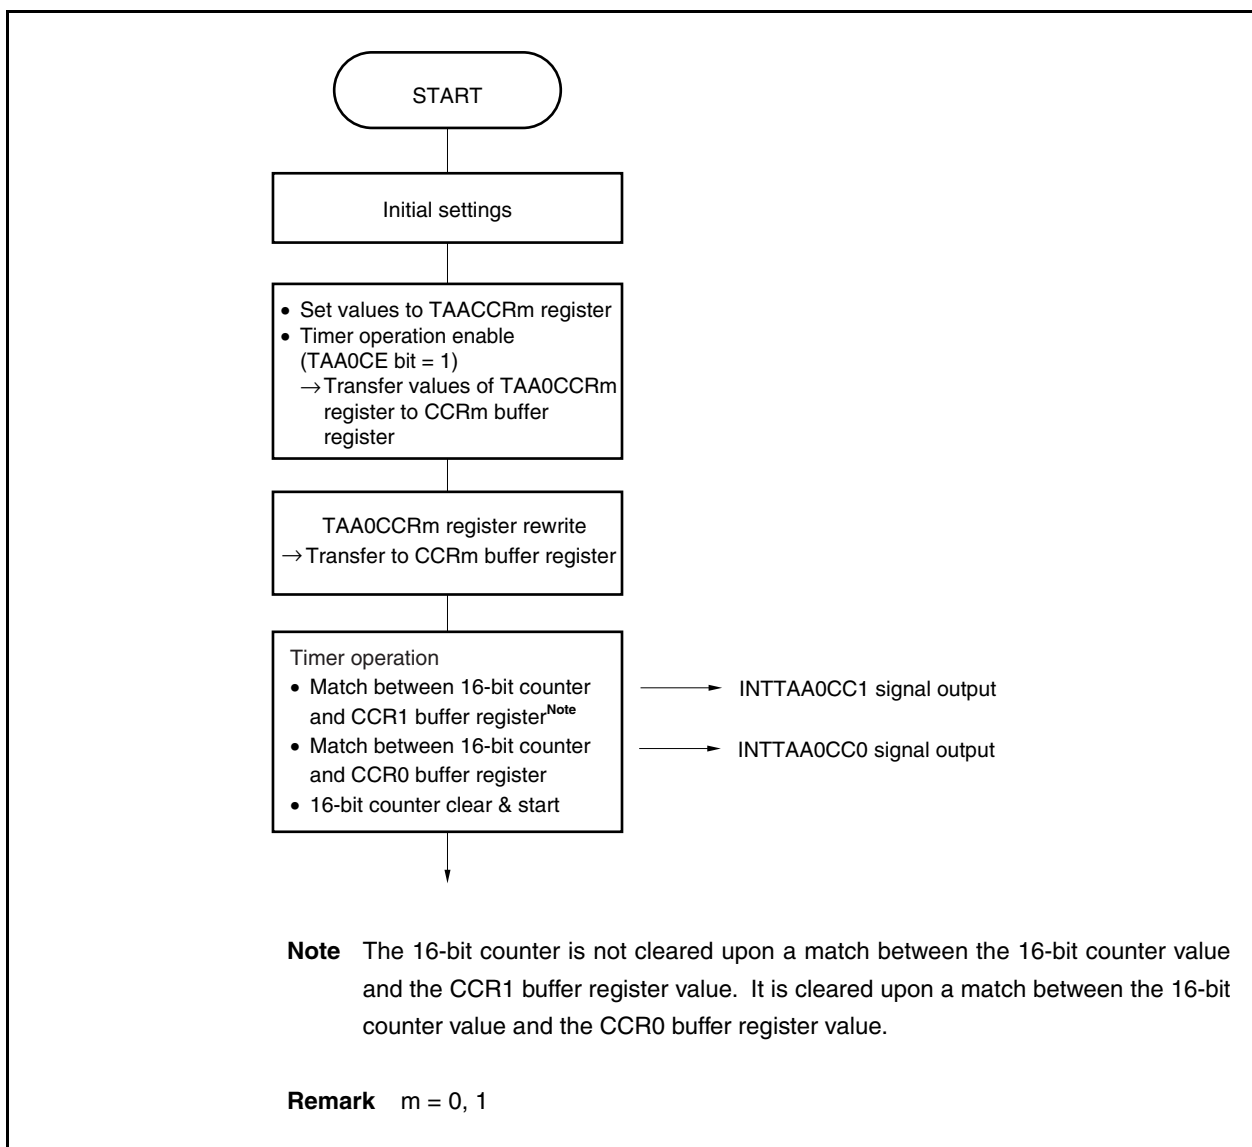 START
Initial settings
• Set values to TAACCRm register
• Timer operation enable
(TAA0CE bit = 1)
→ Transfer values of TAA0CCRm
register to CCRm buffer
register
TAA0CCRm register rewrite
→ Transfer to CCRm buffer register
Timer operation
• Match between 16-bit counter
and CCR1 buffer registerNote
• Match between 16-bit counter
and CCR0 buffer register
• 16-bit counter clear & start
INTTAA0CC1 signal output
INTTAA0CC0 signal output
Note The 16-bit counter is not cleared upon a match between the 16-bit counter value
and the CCR1 buffer register value. It is cleared upon a match between the 16-bit
counter value and the CCR0 buffer register value.
Remark m = 0, 1